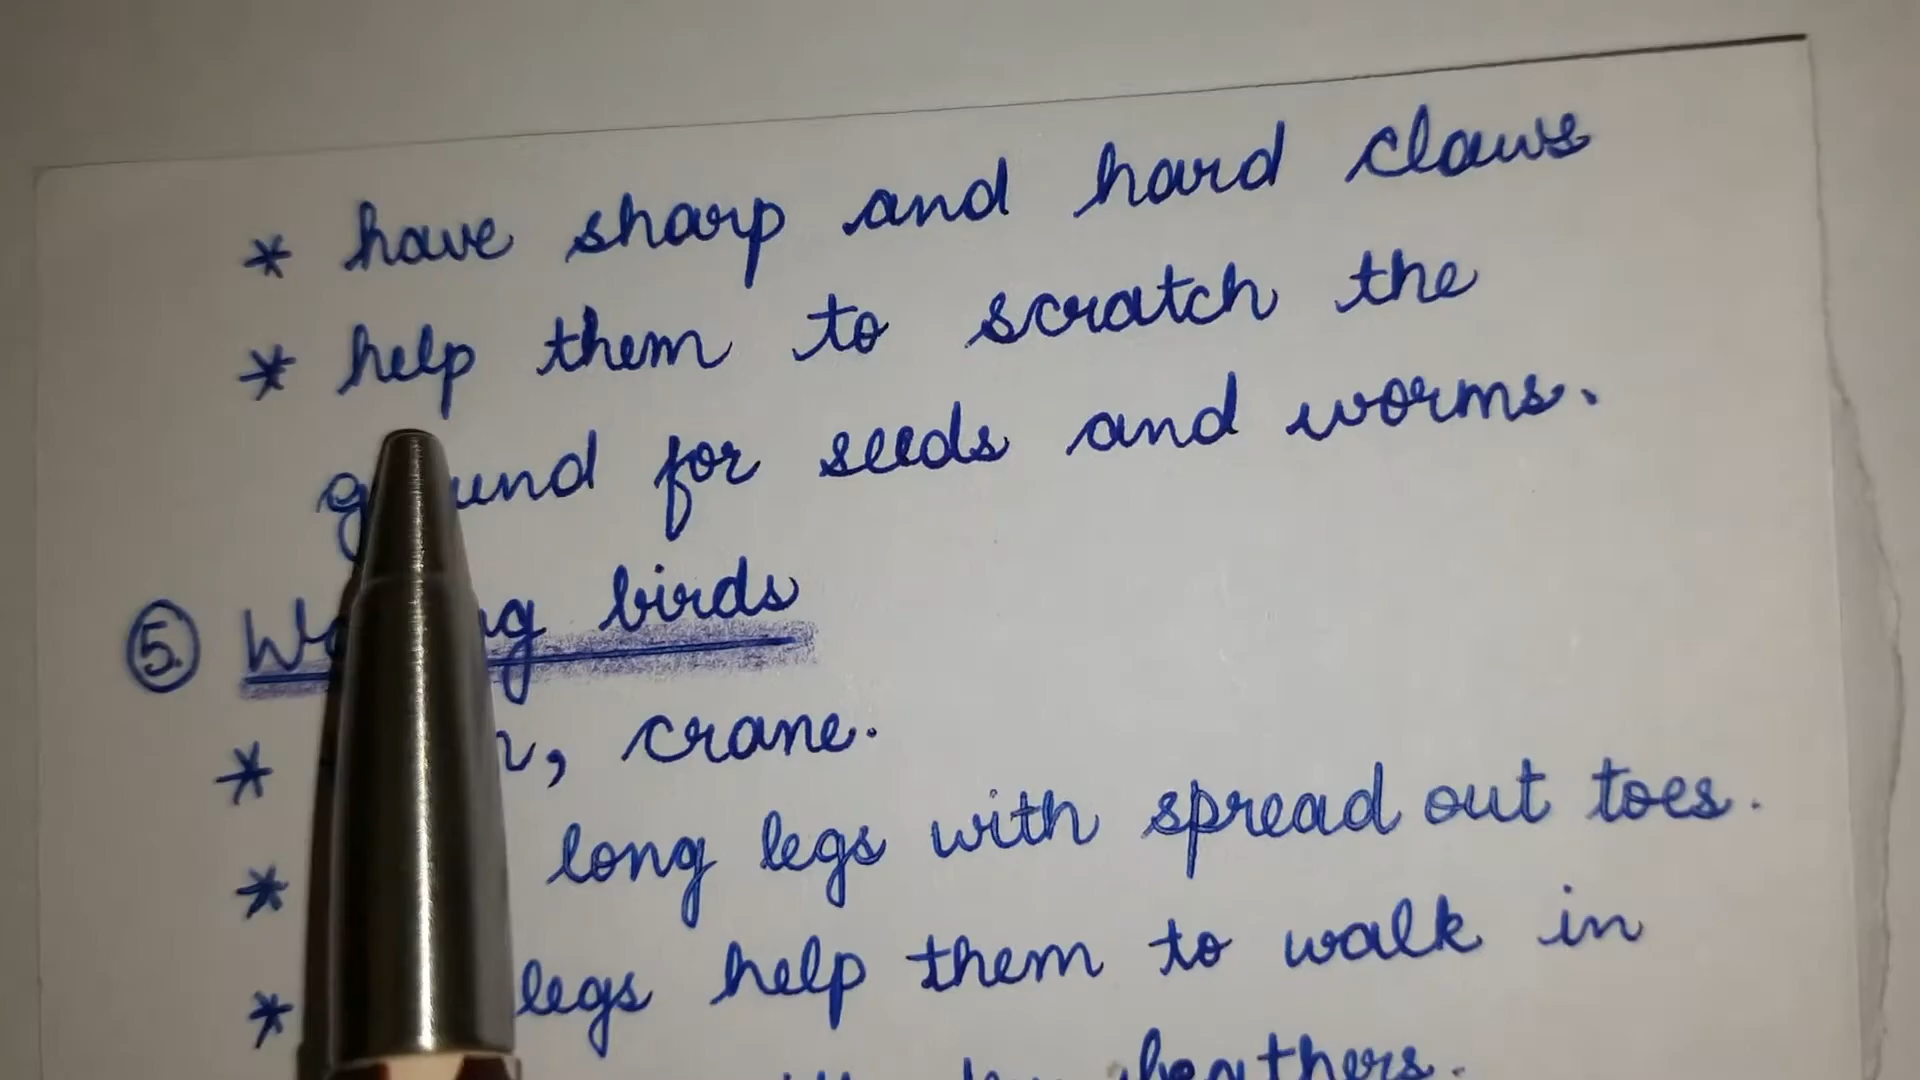 * have sharp and hard claws
* help them to scratch the
for seeds and worms.
5. birds
* crane.
* long legs with spread out toes.
* legs help them to walk in